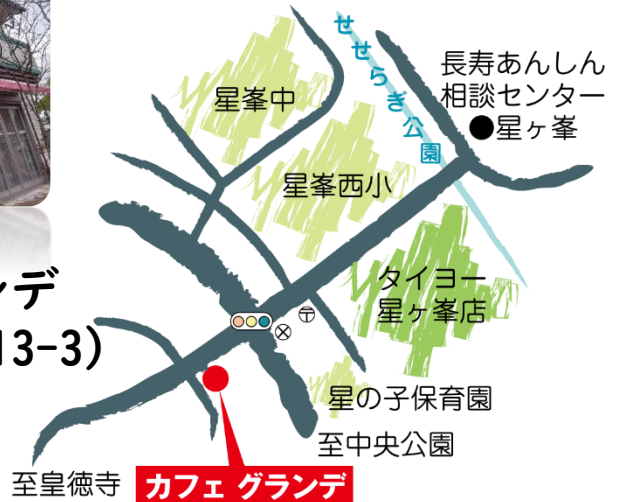 せせらぎ公園
長寿あんしん
相談センター
●星ヶ峯
星峯中
星峯西小
タイヨー
星ヶ峯店
ンデ
13-3)
〒
星の子保育園
至中央公園
至皇徳寺
カフェ グランデ